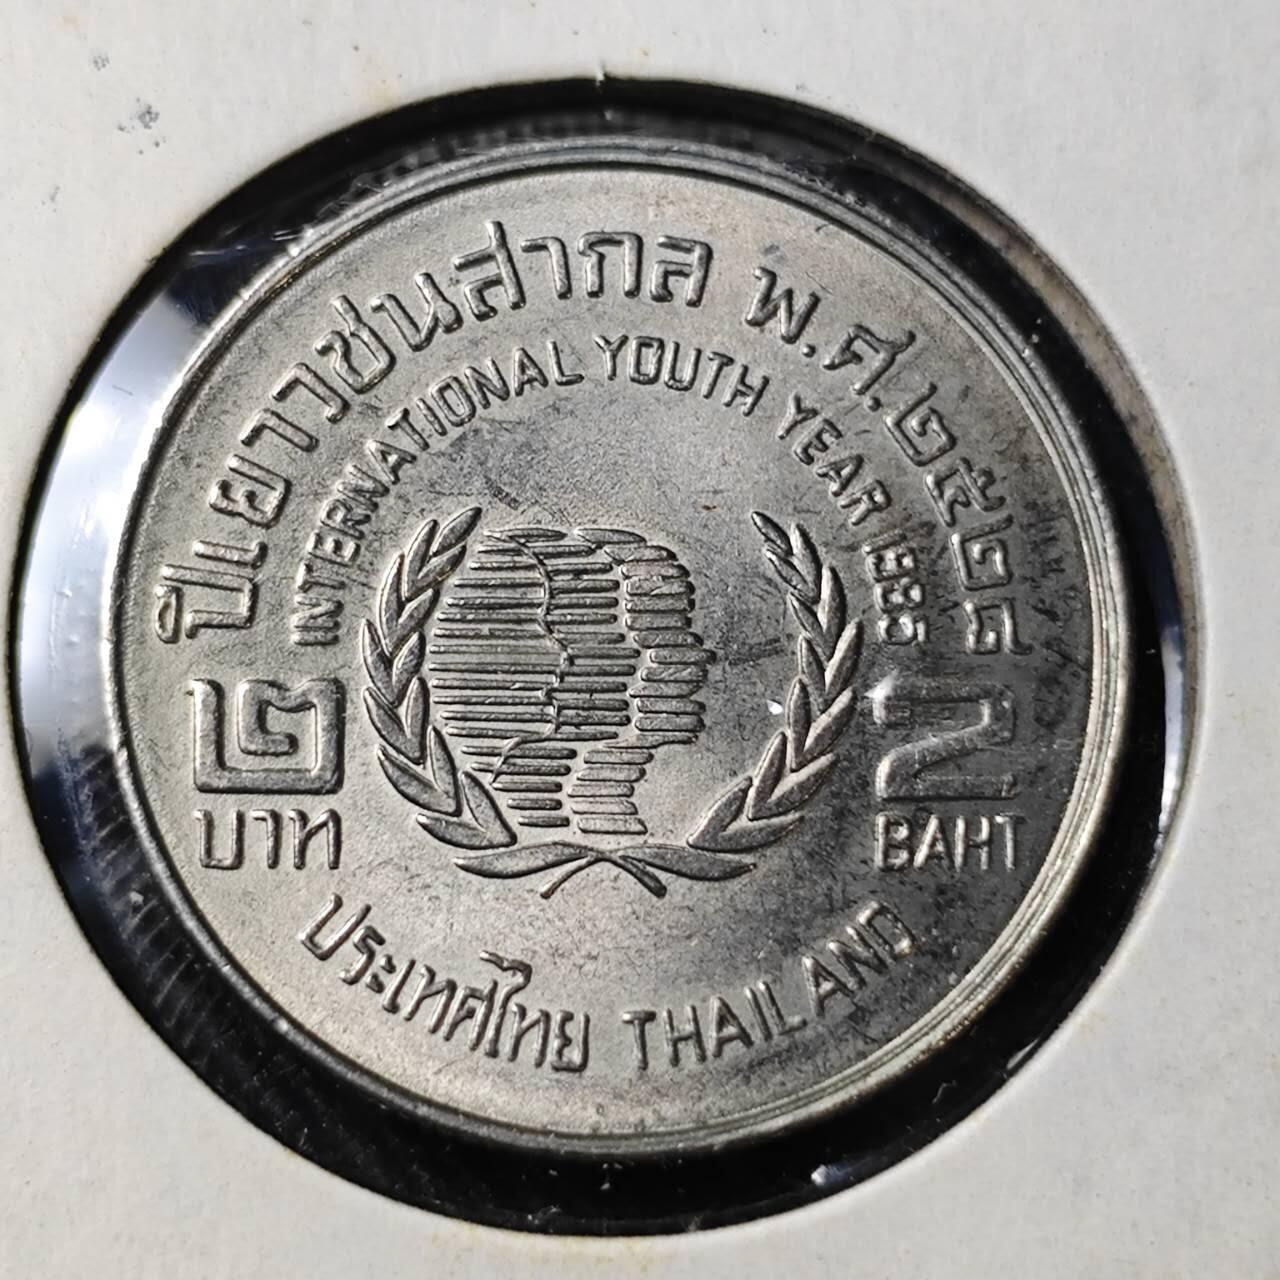 ปีเยาวชนสากล พ.ศ.๒๕๒๘
INTERNATIONAL YOUTH YEAR 1985
๒
บาท
2
BAHT
ประเทศไทย THAILAND